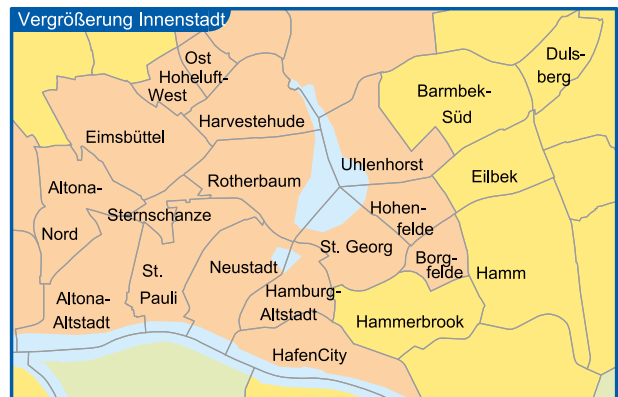 Vergrößerung Innenstadt
Ost
Hoheluft-
West
Duls-
berg
Barmbek-
Süd
Harvestehude
Eimsbüttel
Uhlenhorst
Eilbek
Altona-
Nord
Rotherbaum
Sternschanze
Hohen-
felde
St. Georg
Borg-
felde
Hamm
St.
Pauli
Neustadt
Hamburg-
Altstadt
Altona-
Altstadt
Hammerbrook
HafenCity